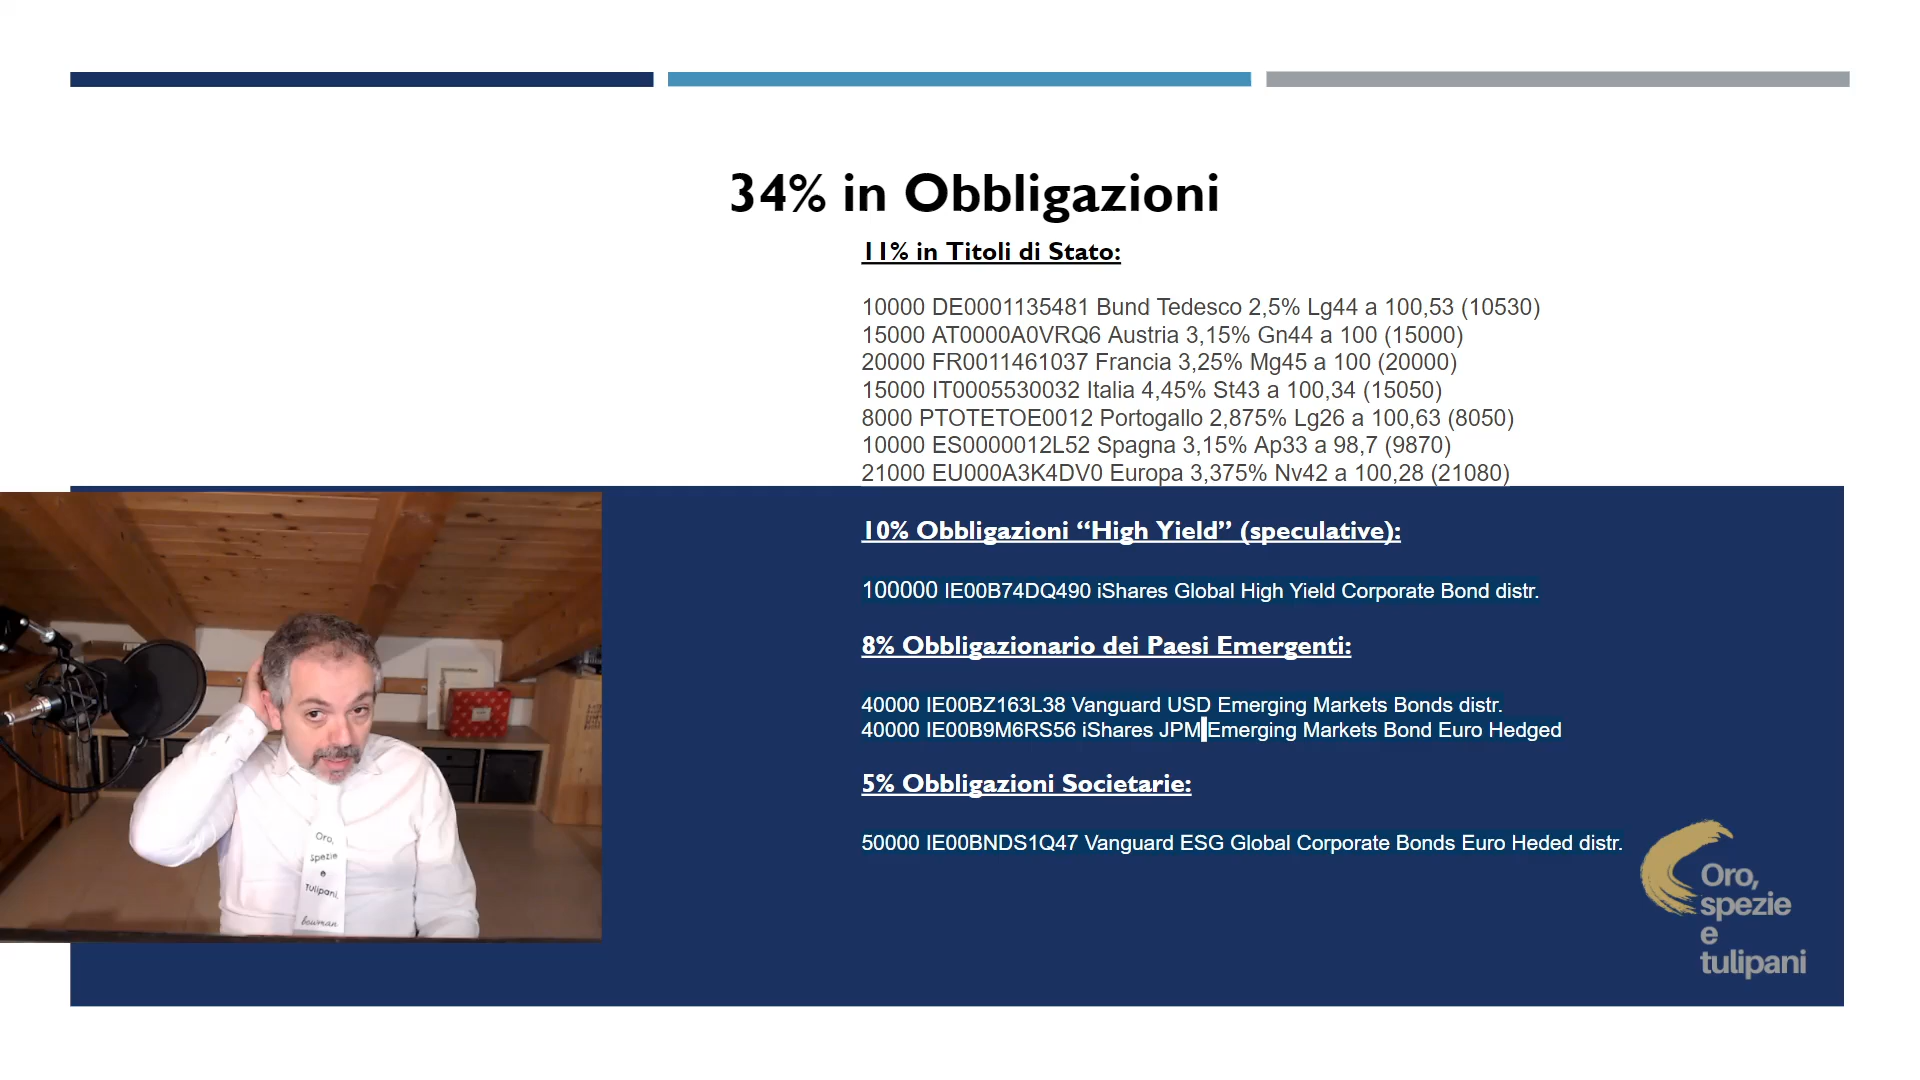 34% in Obbligazioni
11% in Titoli di Stato:
10000 DE0001135481 Bund Tedesco 2,5% Lg44 a 100,53 (10530)
15000 AT0000A0VRQ6 Austria 3,15% Gn44 a 100 (15000)
20000 FR0011461037 Francia 3,25% Mg45 a 100 (20000)
15000 IT0005530032 Italia 4,45% St43 a 100,34 (15050)
8000 PTOTETOE0012 Portogallo 2,875% Lg26 a 100,63 (8050)
10000 ES0000012L52 Spagna 3,15% Ap33 a 98,7 (9870)
21000 EU000A3K4DV0 Europa 3,375% Nv42 a 100,28 (21080)
10% Obbligazioni “High Yield” (speculative):
100000 IE00B74DQ490 iShares Global High Yield Corporate Bond distr.
8% Obbligazionario dei Paesi Emergenti:
40000 IE00BZ163L38 Vanguard USD Emerging Markets Bonds distr.
40000 IE00B9M6RS56 iShares JPM Emerging Markets Bond Euro Hedged
5% Obbligazioni Societarie:
50000 IE00BNDS1Q47 Vanguard ESG Global Corporate Bonds Euro Heded distr.
Oro,
spezie
e
Tulipani
bowman
Oro,
spezie
e
tulipani